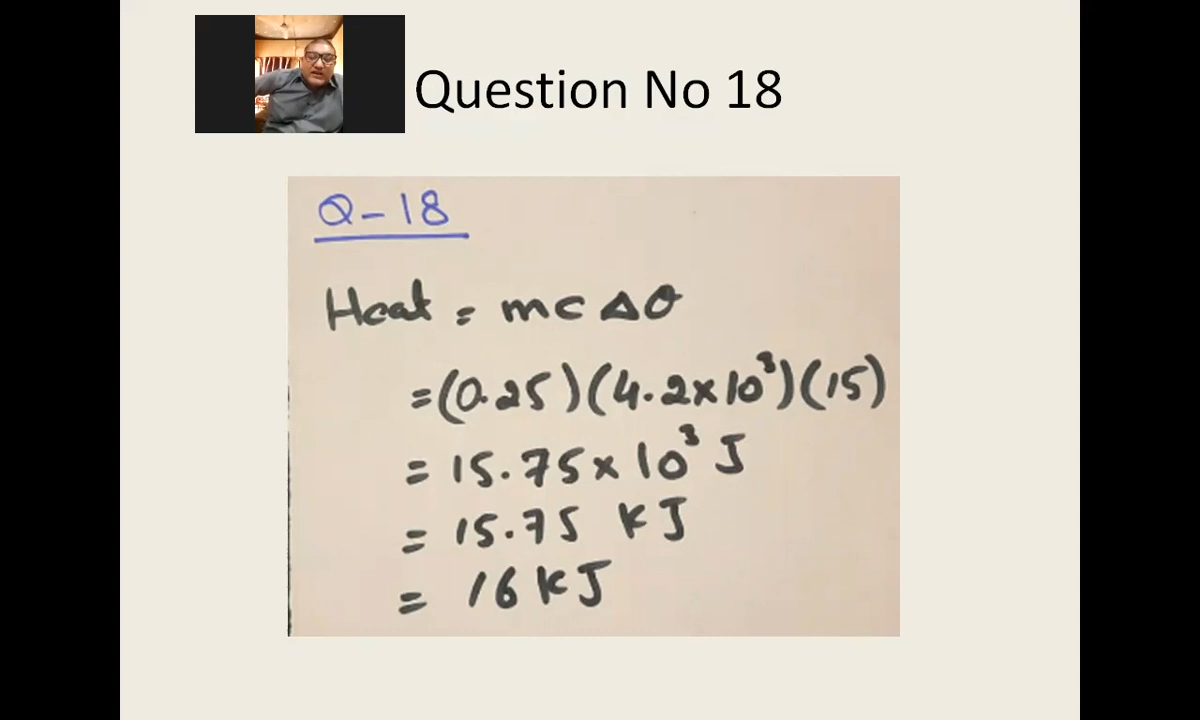 Question No 18
Q-18
Heat = mcΔθ
=(0.25)(4.2×10³)(15)
= 15.75×10³ J
= 15.75 KJ
= 16 KJ